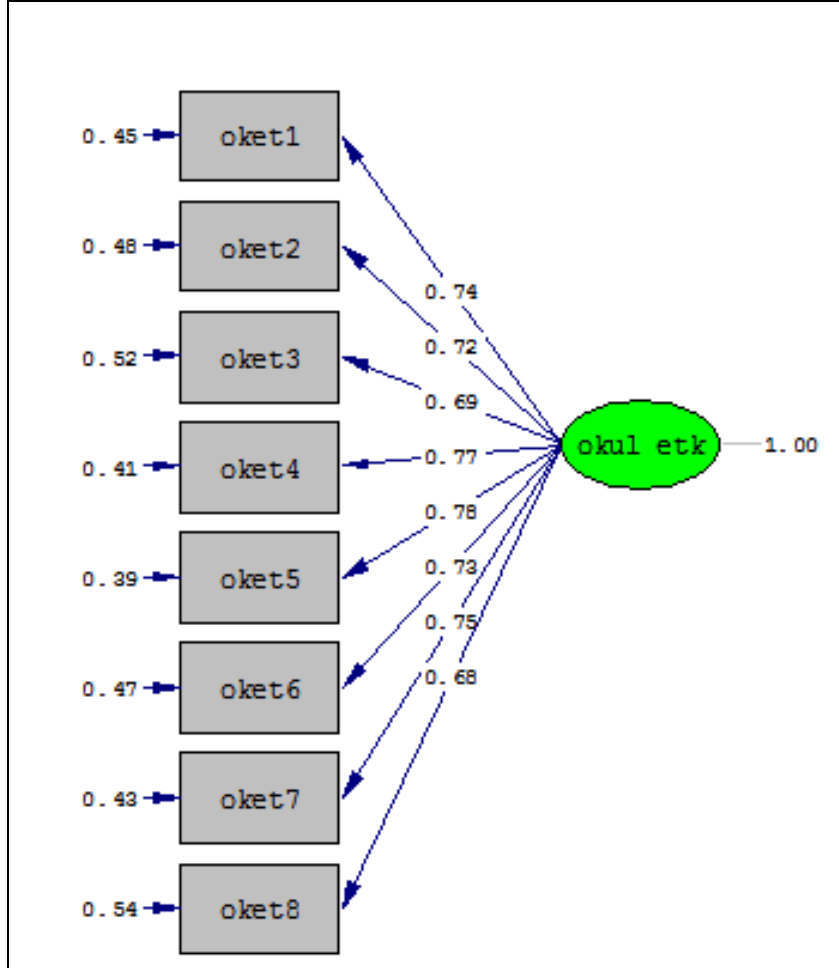 0.45 oket1
0.74
0.48 oket2
0.72
0.52 oket3
0.69
0.41 oket4
0.77
okul etk 1.00
0.78
0.39 oket5
0.73
0.75
0.47 oket6
0.68
0.43 oket7
0.54 oket8